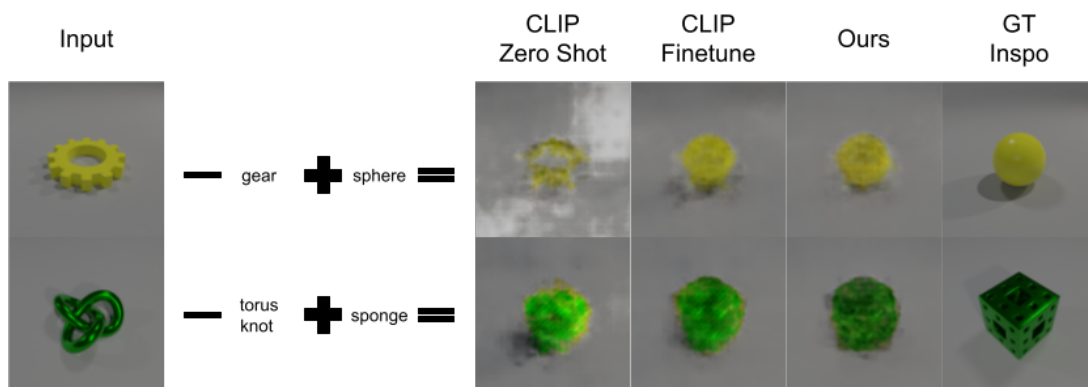 Input
CLIP
Zero Shot
CLIP
Finetune
Ours
GT
Inspo
gear
sphere
torus
knot
sponge